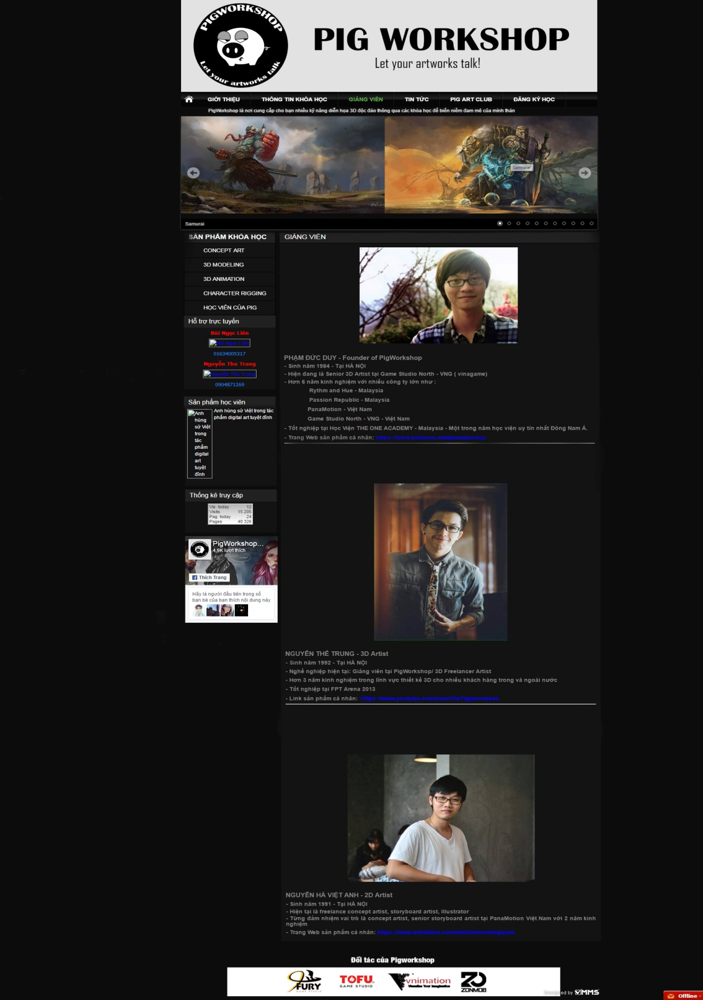 PIGWORKSHOP
Let your artworks talk
PIG WORKSHOP
Let your artworks talk!
GIỚI THIỆU
THÔNG TIN KHÓA HỌC
GIẢNG VIÊN
TIN TỨC
PIG ART CLUB
ĐĂNG KÝ HỌC
PigWorkshop là nơi cung cấp cho bạn nhiều kỹ năng diễn họa 3D độc đáo thông qua các khóa học để biến niềm đam mê của mình thàn
Samurai
Samurai
SẢN PHẨM KHÓA HỌC
CONCEPT ART
3D MODELING
3D ANIMATION
CHARACTER RIGGING
HỌC VIÊN CỦA PIG
Hỗ trợ trực tuyến
Bùi Ngọc Liên
Bùi Ngọc Liên
01634005317
Nguyễn Thu Trang
Nguyễn Thu Trang
0904871269
Sản phẩm học viên
Anh
hùng
sử Việt
trong
tác
phẩm
digital
art
tuyệt
đỉnh
Anh hùng sử Việt trong tác
phẩm digital art tuyệt đỉnh
Thống kê truy cập
Vis. today 12
Visits 15 205
Pag. today 24
Pages 40 326
PigWorkshop...
4,9K lượt thích
Thích Trang
Hãy là người đầu tiên trong số
bạn bè của bạn thích nội dung này
GIẢNG VIÊN
PHẠM ĐỨC DUY - Founder of PigWorkshop
- Sinh năm 1984 - Tại HÀ NỘI
- Hiện đang là Senior 3D Artist tại Game Studio North - VNG ( vinagame)
- Hơn 6 năm kinh nghiệm với nhiều công ty lớn như :
Rythm and Hue - Malaysia
Passion Republic - Malaysia
PanaMotion - Việt Nam
Game Studio North - VNG - Việt Nam
- Tốt nghiệp tại Học Viện THE ONE ACADEMY - Malaysia - Một trong năm học viện uy tín nhất Đông Nam Á.
- Trang Web sản phẩm cá nhân: https://www.behance.net/phamducduy
NGUYỄN THẾ TRUNG - 3D Artist
- Sinh năm 1992 - Tại HÀ NỘI
- Nghề nghiệp hiện tại: Giảng viên tại PigWorkshop/ 3D Freelancer Artist
- Hơn 3 năm kinh nghiệm trong lĩnh vực thiết kế 3D cho nhiều khách hàng trong và ngoài nước
- Tốt nghiệp tại FPT Arena 2013
- Link sản phẩm cá nhân:
NGUYỄN HÀ VIỆT ANH - 2D Artist
- Sinh năm 1991 - Tại HÀ NỘI
- Hiện tại là freelance concept artist, storyboard artist, Illustrator
- Từng đảm nhiệm vai trò là concept artist, senior storyboard artist tại PanaMotion Việt Nam với 2 năm kinh
nghiệm
- Trang Web sản phẩm cá nhân:
Đối tác của Pigworkshop
FURY
GAME STUDIO
TOFU
GAME STUDIO
Vnimation
Visualize Your Imagination
ZONMOB
Designed by VMMS
Offline -